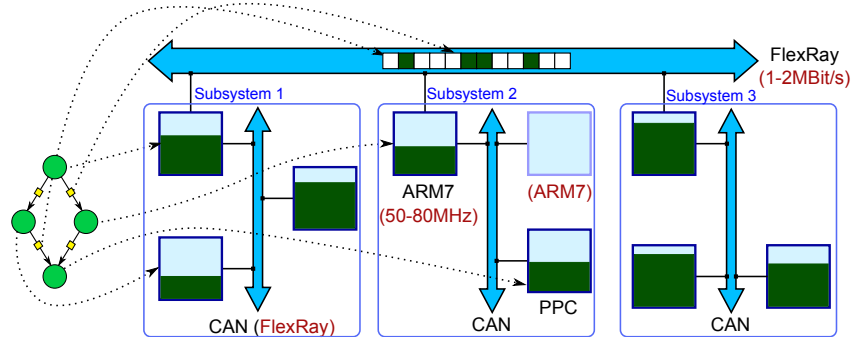 FlexRay
(1-2MBit/s)
Subsystem 1
Subsystem 2
Subsystem 3
ARM7
(50-80MHz)
(ARM7)
PPC
CAN (FlexRay)
CAN
CAN